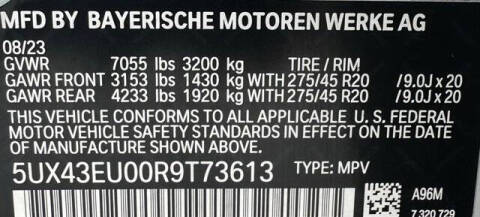 MFD BY BAYERISCHE MOTOREN WERKE AG
08/23
GVWR 7055 lbs 3200 kg TIRE / RIM
GAWR FRONT 3153 lbs 1430 kg WITH 275/45 R20 /9.0J x 20
GAWR REAR 4233 lbs 1920 kg WITH 275/45 R20 /9.0J x 20
THIS VEHICLE CONFORMS TO ALL APPLICABLE U. S. FEDERAL
MOTOR VEHICLE SAFETY STANDARDS IN EFFECT ON THE DATE
OF MANUFACTURE SHOWN ABOVE.
5UX43EU00R9T73613 TYPE: MPV
A96M
7 320 729